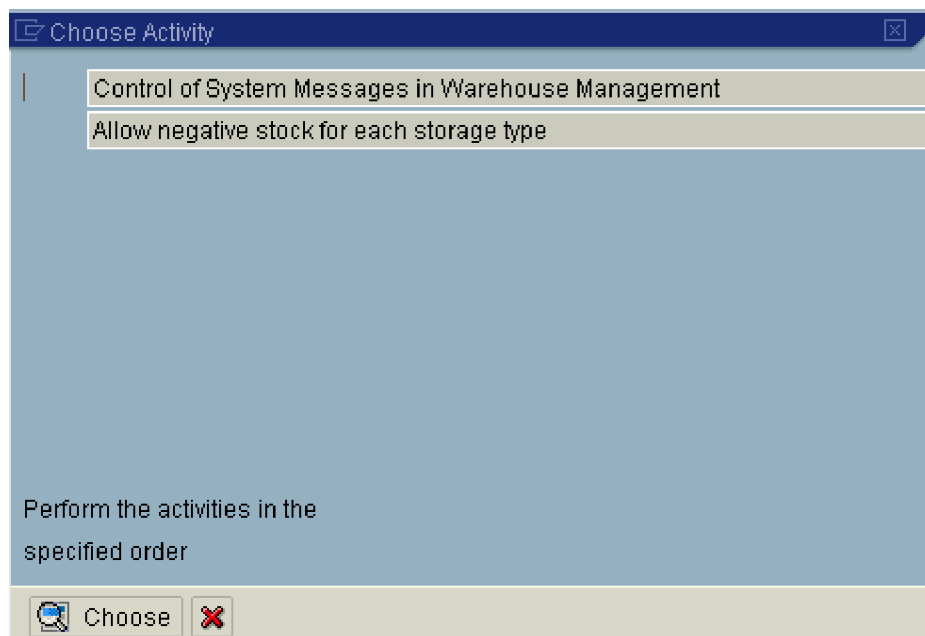 Choose Activity
Control of System Messages in Warehouse Management
Allow negative stock for each storage type
Perform the activities in the
specified order
Choose